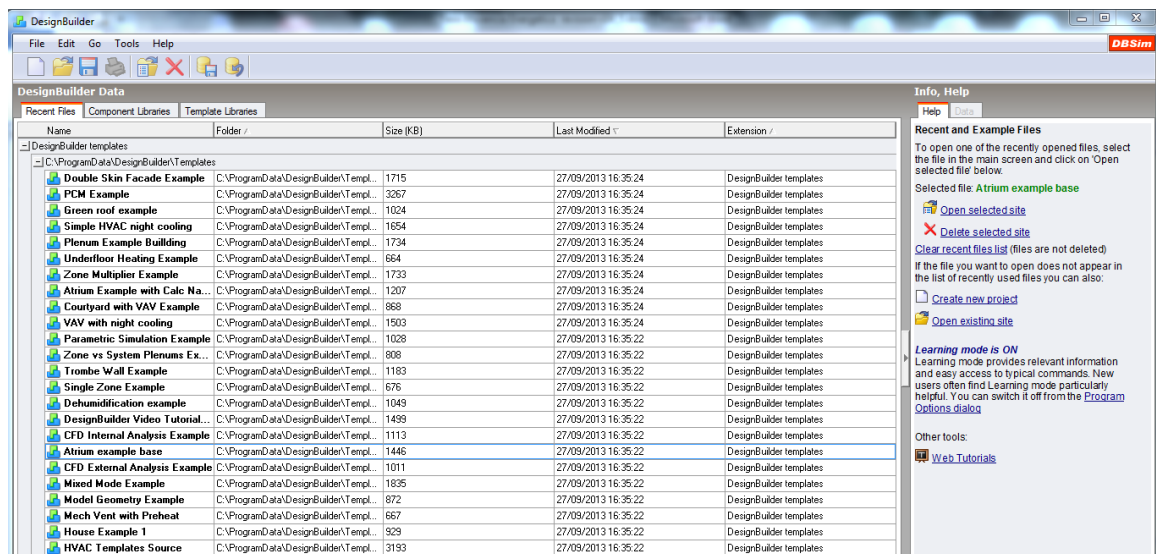 DesignBuilder
File Edit Go Tools Help
DBSim
DesignBuilder Data
Recent Files Component Libraries Template Libraries
Name Folder / Size (KB) Last Modified Extension /
DesignBuilder templates
C:\ProgramData\DesignBuilder\Templates
Double Skin Facade Example C:\ProgramData\DesignBuilder\Templ... 1715 27/09/2013 16:35:24 DesignBuilder templates
PCM Example C:\ProgramData\DesignBuilder\Templ... 3267 27/09/2013 16:35:24 DesignBuilder templates
Green roof example C:\ProgramData\DesignBuilder\Templ... 1024 27/09/2013 16:35:24 DesignBuilder templates
Simple HVAC night cooling C:\ProgramData\DesignBuilder\Templ... 1654 27/09/2013 16:35:24 DesignBuilder templates
Plenum Example Buillding C:\ProgramData\DesignBuilder\Templ... 1734 27/09/2013 16:35:24 DesignBuilder templates
Underfloor Heating Example C:\ProgramData\DesignBuilder\Templ... 664 27/09/2013 16:35:24 DesignBuilder templates
Zone Multiplier Example C:\ProgramData\DesignBuilder\Templ... 1733 27/09/2013 16:35:24 DesignBuilder templates
Atrium Example with Calc Na... C:\ProgramData\DesignBuilder\Templ... 1207 27/09/2013 16:35:24 DesignBuilder templates
Courtyard with VAV Example C:\ProgramData\DesignBuilder\Templ... 868 27/09/2013 16:35:24 DesignBuilder templates
VAV with night cooling C:\ProgramData\DesignBuilder\Templ... 1503 27/09/2013 16:35:24 DesignBuilder templates
Parametric Simulation Example C:\ProgramData\DesignBuilder\Templ... 1028 27/09/2013 16:35:22 DesignBuilder templates
Zone vs System Plenums Ex... C:\ProgramData\DesignBuilder\Templ... 808 27/09/2013 16:35:22 DesignBuilder templates
Trombe Wall Example C:\ProgramData\DesignBuilder\Templ... 1183 27/09/2013 16:35:22 DesignBuilder templates
Single Zone Example C:\ProgramData\DesignBuilder\Templ... 676 27/09/2013 16:35:22 DesignBuilder templates
Dehumidification example C:\ProgramData\DesignBuilder\Templ... 1049 27/09/2013 16:35:22 DesignBuilder templates
DesignBuilder Video Tutorial... C:\ProgramData\DesignBuilder\Templ... 1499 27/09/2013 16:35:22 DesignBuilder templates
CFD Internal Analysis Example C:\ProgramData\DesignBuilder\Templ... 1113 27/09/2013 16:35:22 DesignBuilder templates
Atrium example base C:\ProgramData\DesignBuilder\Templ... 1446 27/09/2013 16:35:22 DesignBuilder templates
CFD External Analysis Example C:\ProgramData\DesignBuilder\Templ... 1011 27/09/2013 16:35:22 DesignBuilder templates
Mixed Mode Example C:\ProgramData\DesignBuilder\Templ... 1835 27/09/2013 16:35:22 DesignBuilder templates
Model Geometry Example C:\ProgramData\DesignBuilder\Templ... 872 27/09/2013 16:35:22 DesignBuilder templates
Mech Vent with Preheat C:\ProgramData\DesignBuilder\Templ... 667 27/09/2013 16:35:22 DesignBuilder templates
House Example 1 C:\ProgramData\DesignBuilder\Templ... 929 27/09/2013 16:35:22 DesignBuilder templates
HVAC Templates Source C:\ProgramData\DesignBuilder\Templ... 3193 27/09/2013 16:35:22 DesignBuilder templates
Info, Help
Help Data
Recent and Example Files
To open one of the recently opened files, select
the file in the main screen and click on 'Open
selected file' below.
Selected file: Atrium example base
Open selected site
Delete selected site
Clear recent files list (files are not deleted)
If the file you want to open does not appear in
the list of recently used files you can also:
Create new project
Open existing site
Learning mode is ON
Learning mode provides relevant information
and easy access to typical commands. New
users often find Learning mode particularly
helpful. You can switch it off from the Program
Options dialog
Other tools:
Web Tutorials